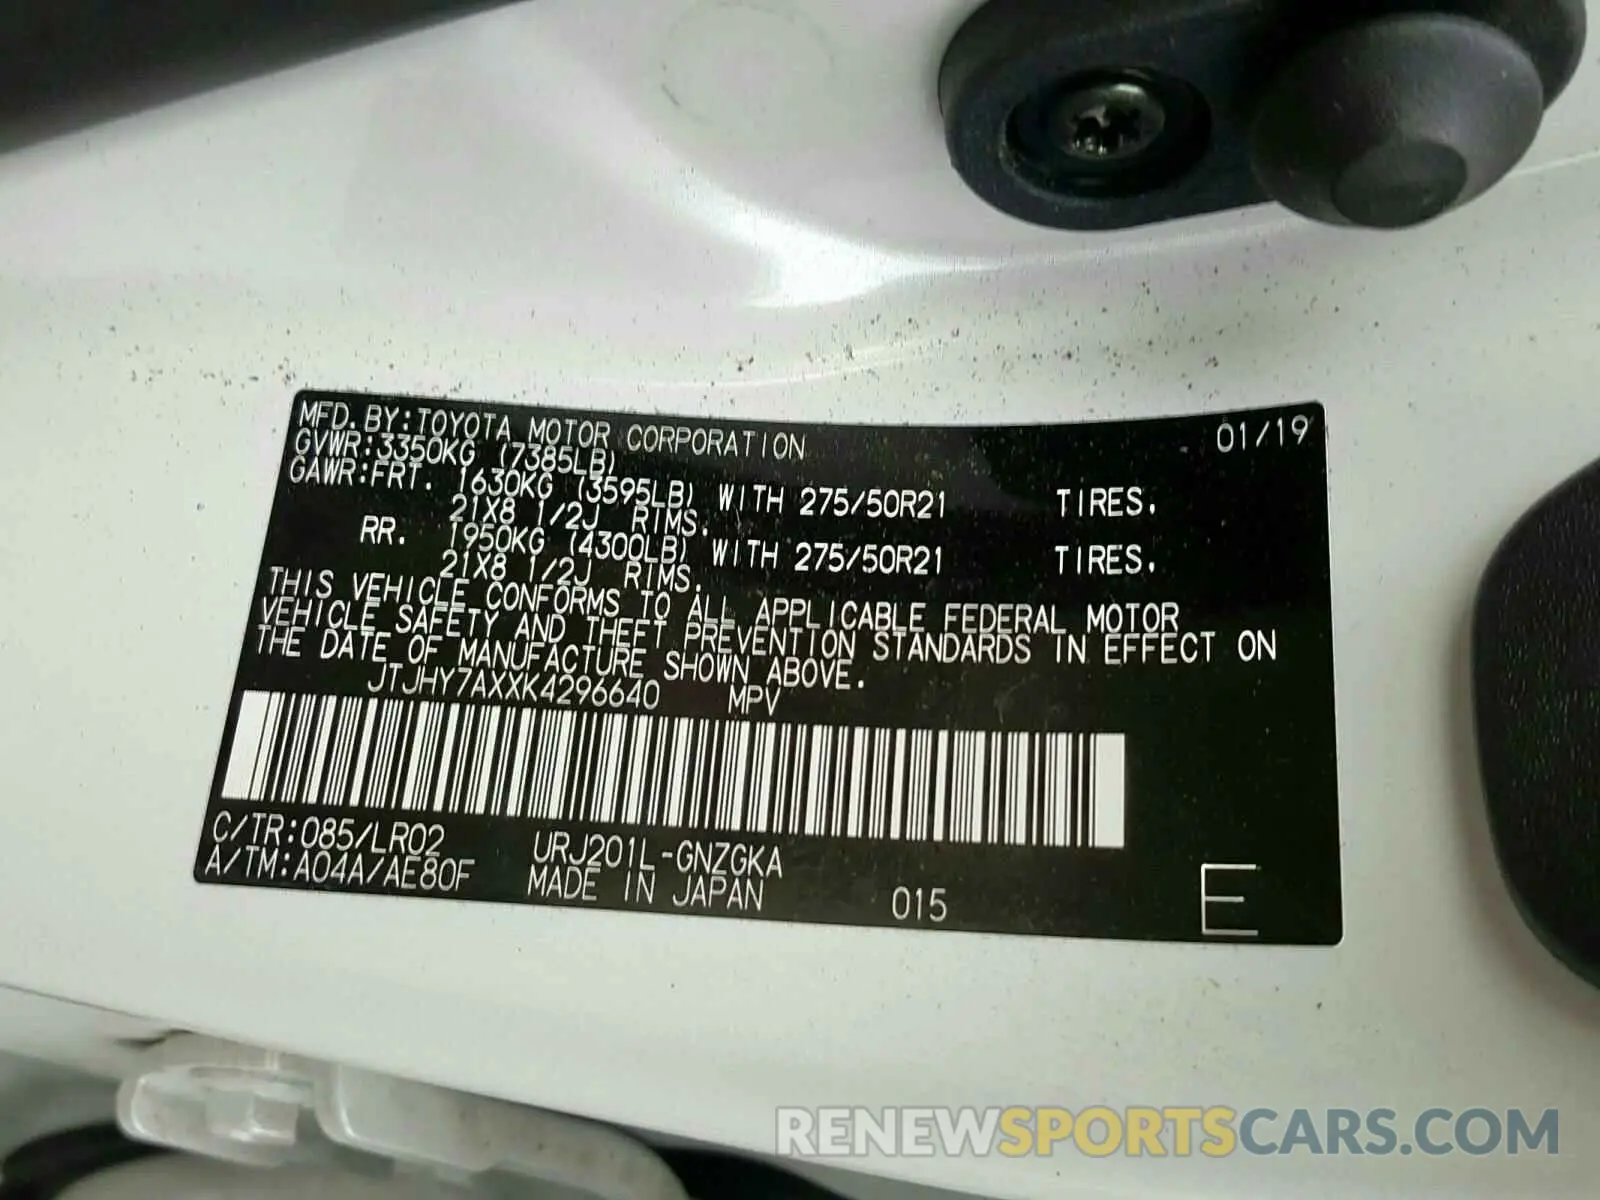 MFD. BY: TOYOTA MOTOR CORPORATION 01/19
GVWR: 3350KG (7385LB)
GAWR: FRT. 1630KG (3595LB) WITH 275/50R21 TIRES.
21X8 1/2J RIMS.
RR. 1950KG (4300LB) WITH 275/50R21 TIRES.
21X8 1/2J RIMS.
THIS VEHICLE CONFORMS TO ALL APPLICABLE FEDERAL MOTOR
VEHICLE SAFETY AND THEFT PREVENTION STANDARDS IN EFFECT ON
THE DATE OF MANUFACTURE SHOWN ABOVE.
JTJHY7AXXK4296640 MPV
C/TR: 085/LR02 URJ201L-GNZGKA
A/TM: A04A/AE80F MADE IN JAPAN 015 E
RENEWSPORTSCARS.COM